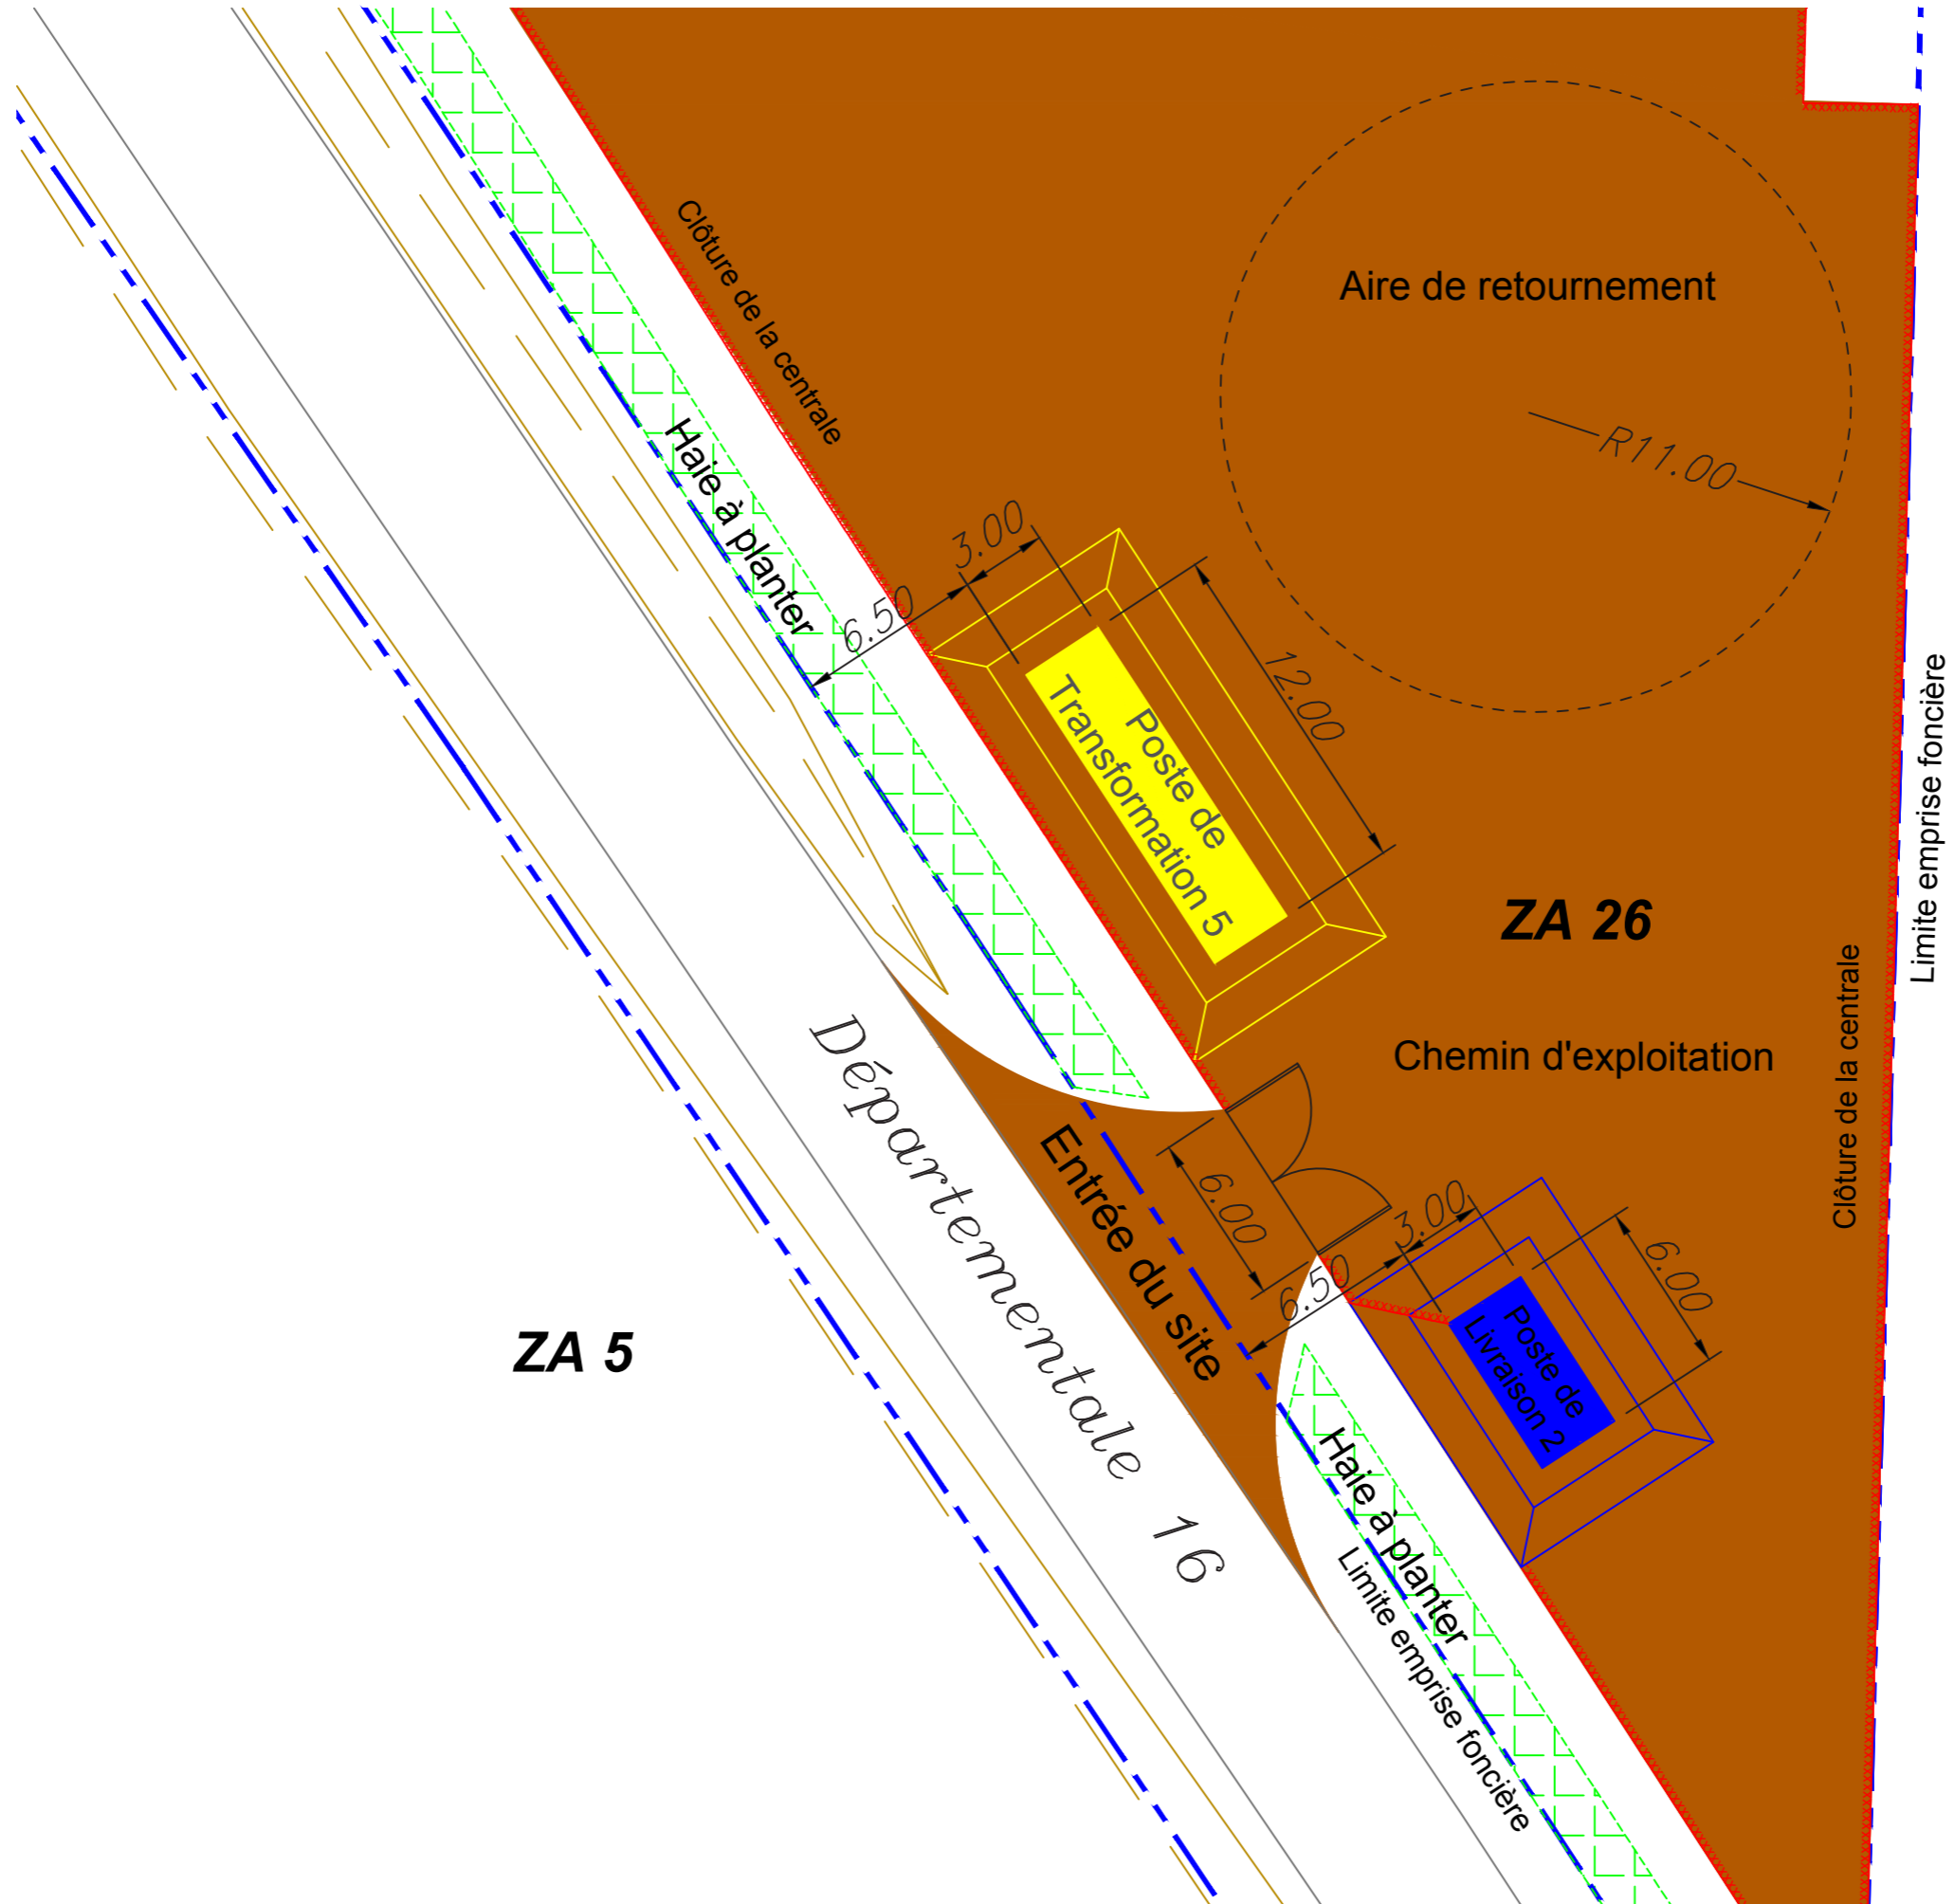 Clôture de la centrale
Aire de retournement
R11.00
Haie à planter
3.00
6.50
12.00
Poste de
Transformation 5
Limite emprise foncière
ZA 26
Clôture de la centrale
Chemin d'exploitation
Départementale 16
Entrée du site
6.00
3.00
6.50
6.00
Poste de
Livraison 2
ZA 5
Haie à planter
Limite emprise foncière